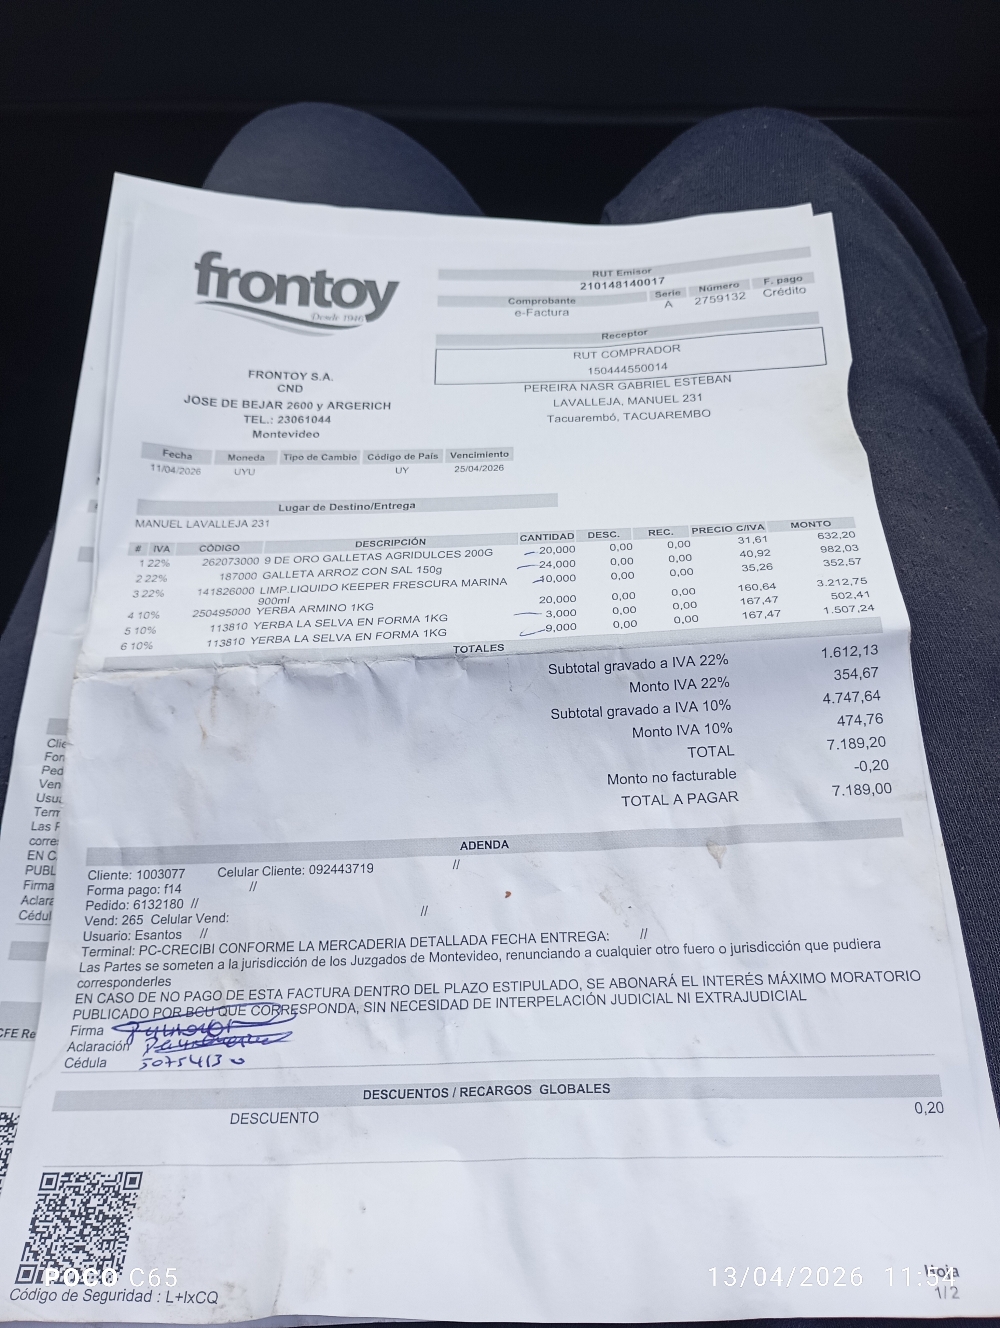 frontoy
Desde 1946
RUT Emisor
210148140017
Comprobante Serie Número F. pago
e-Factura A 2759132 Crédito
Receptor
RUT COMPRADOR
150444550014
PEREIRA NASR GABRIEL ESTEBAN
LAVALLEJA, MANUEL 231
Tacuarembó, TACUAREMBO
FRONTOY S.A.
CND
JOSE DE BEJAR 2600 y ARGERICH
TEL.: 23061044
Montevideo
Fecha Moneda Tipo de Cambio Código de País Vencimiento
11/04/2026 UYU UY 25/04/2026
Lugar de Destino/Entrega
MANUEL LAVALLEJA 231
# IVA CÓDIGO DESCRIPCIÓN CANTIDAD DESC. REC. PRECIO C/IVA MONTO
1 22% 262073000 9 DE ORO GALLETAS AGRIDULCES 200G 20,000 0,00 0,00 31,61 632,20
2 22% 187000 GALLETA ARROZ CON SAL 150g 24,000 0,00 0,00 40,92 982,03
3 22% 141826000 LIMP.LIQUIDO KEEPER FRESCURA MARINA 10,000 0,00 0,00 35,26 352,57
900ml
4 10% 250495000 YERBA ARMINO 1KG 20,000 0,00 0,00 160,64 3.212,75
5 10% 113810 YERBA LA SELVA EN FORMA 1KG 3,000 0,00 0,00 167,47 502,41
6 10% 113810 YERBA LA SELVA EN FORMA 1KG 9,000 0,00 0,00 167,47 1.507,24
TOTALES
Subtotal gravado a IVA 22% 1.612,13
Monto IVA 22% 354,67
Subtotal gravado a IVA 10% 4.747,64
Monto IVA 10% 474,76
TOTAL 7.189,20
Monto no facturable -0,20
TOTAL A PAGAR 7.189,00
ADENDA
Cliente: 1003077 Celular Cliente: 092443719 //
Forma pago: f14 //
Pedido: 6132180 //
Vend: 265 Celular Vend: //
Usuario: Esantos //
Terminal: PC-CRECIBI CONFORME LA MERCADERIA DETALLADA FECHA ENTREGA: //
Las Partes se someten a la jurisdicción de los Juzgados de Montevideo, renunciando a cualquier otro fuero o jurisdicción que pudiera
corresponderles
EN CASO DE NO PAGO DE ESTA FACTURA DENTRO DEL PLAZO ESTIPULADO, SE ABONARÁ EL INTERÉS MÁXIMO MORATORIO
PUBLICADO POR BCU QUE CORRESPONDA, SIN NECESIDAD DE INTERPELACIÓN JUDICIAL NI EXTRAJUDICIAL
Firma
Aclaración
Cédula
DESCUENTOS / RECARGOS GLOBALES
DESCUENTO 0,20
Código de Seguridad : L+lxCQ
Hoja
1/2
POCO C65
13/04/2026 11:54
Clie
For
Ped
Ven
Usu
Term
Las P
corre
EN C
PUBL
Firma
Aclara
Cédul
CFE Re